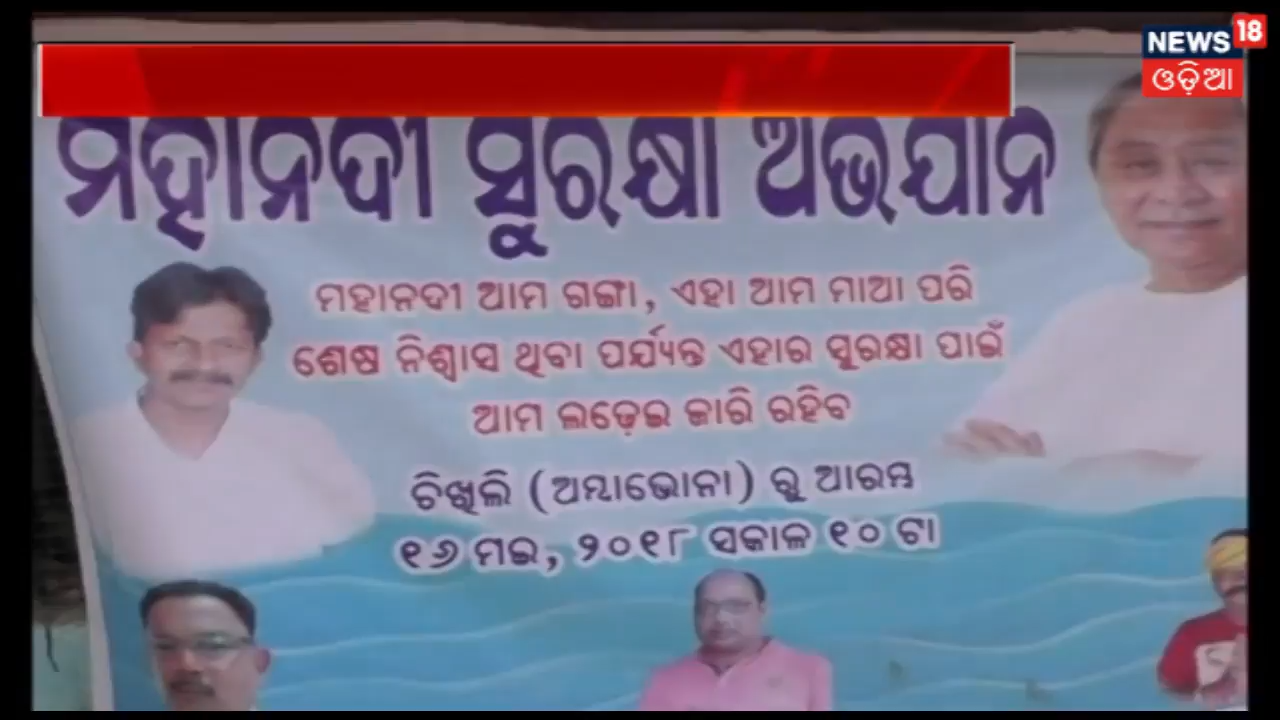 NEWS 18
ଓଡ଼ିଆ
ମହାନଦୀ ସୁରକ୍ଷା ଅଭିଯାନ
ମହାନଦୀ ଆମ ଗଙ୍ଗା, ଏହା ଆମ ମାଆ ପରି
ଶେଷ ନିଶ୍ୱାସ ଥିବା ପର୍ଯ୍ୟନ୍ତ ଏହାର ସୁରକ୍ଷା ପାଇଁ
ଆମ ଲଢ଼େଇ ଜାରି ରହିବ
ଚିଖିଲି (ଅମ୍ବାଭୋନା) ରୁ ଆରମ୍ଭ
୧୬ ମଇ, ୨୦୧୮ ସକାଳ ୧୦ ଟା